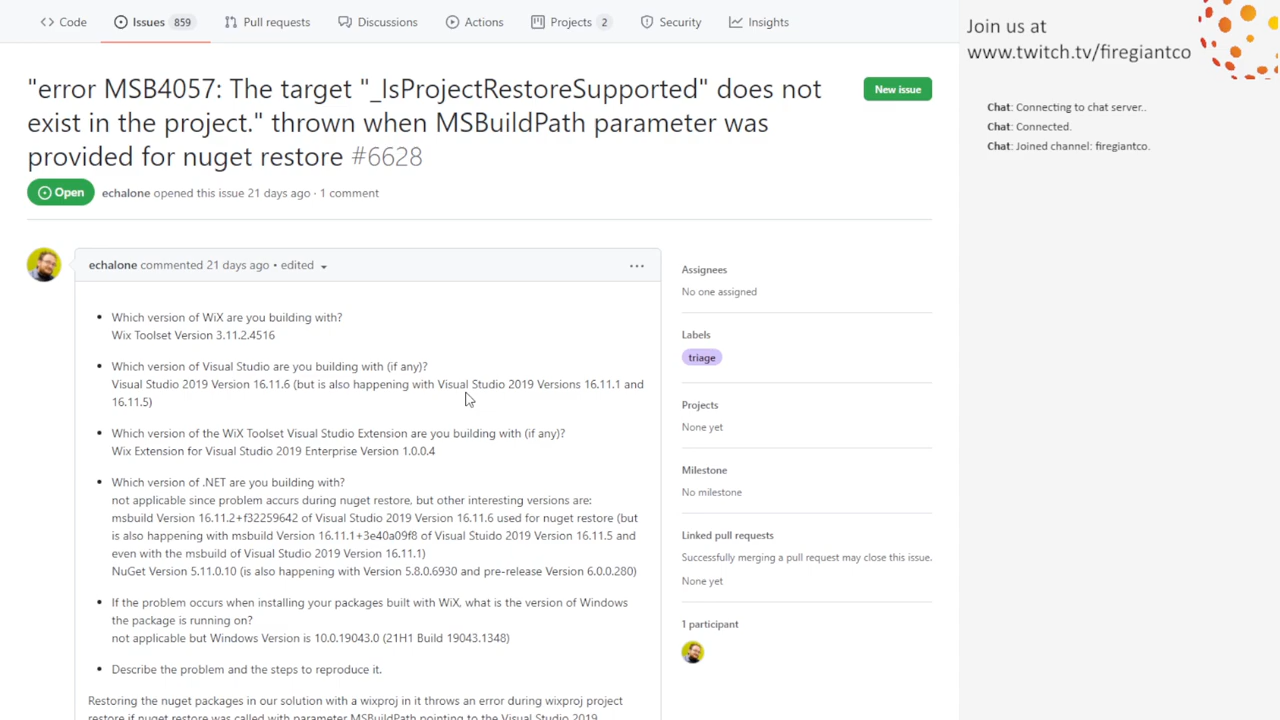 Code
Issues 859
Pull requests
Discussions
Actions
Projects 2
Security
Insights
Join us at
www.twitch.tv/firegiantco
"error MSB4057: The target "_IsProjectRestoreSupported" does not
exist in the project." thrown when MSBuildPath parameter was
provided for nuget restore #6628
New issue
Open
echalone opened this issue 21 days ago · 1 comment
Chat: Connecting to chat server..
Chat: Connected.
Chat: Joined channel: firegiantco.
echalone commented 21 days ago • edited
• Which version of WiX are you building with?
Wix Toolset Version 3.11.2.4516
• Which version of Visual Studio are you building with (if any)?
Visual Studio 2019 Version 16.11.6 (but is also happening with Visual Studio 2019 Versions 16.11.1 and
16.11.5)
• Which version of the WiX Toolset Visual Studio Extension are you building with (if any)?
Wix Extension for Visual Studio 2019 Enterprise Version 1.0.0.4
• Which version of .NET are you building with?
not applicable since problem accurs during nuget restore, but other interesting versions are:
msbuild Version 16.11.2+f32259642 of Visual Studio 2019 Version 16.11.6 used for nuget restore (but
is also happening with msbuild Version 16.11.1+3e40a09f8 of Visual Stuido 2019 Version 16.11.5 and
even with the msbuild of Visual Studio 2019 Version 16.11.1)
NuGet Version 5.11.0.10 (is also happening with Version 5.8.0.6930 and pre-release Version 6.0.0.280)
• If the problem occurs when installing your packages built with WiX, what is the version of Windows
the package is running on?
not applicable but Windows Version is 10.0.19043.0 (21H1 Build 19043.1348)
• Describe the problem and the steps to reproduce it.
Restoring the nuget packages in our solution with a wixproj in it throws an error during wixproj project
restore if nuget restore was called with parameter MSBuildPath pointing to the Visual Studio 2019
Assignees
No one assigned
Labels
triage
Projects
None yet
Milestone
No milestone
Linked pull requests
Successfully merging a pull request may close this issue.
None yet
1 participant